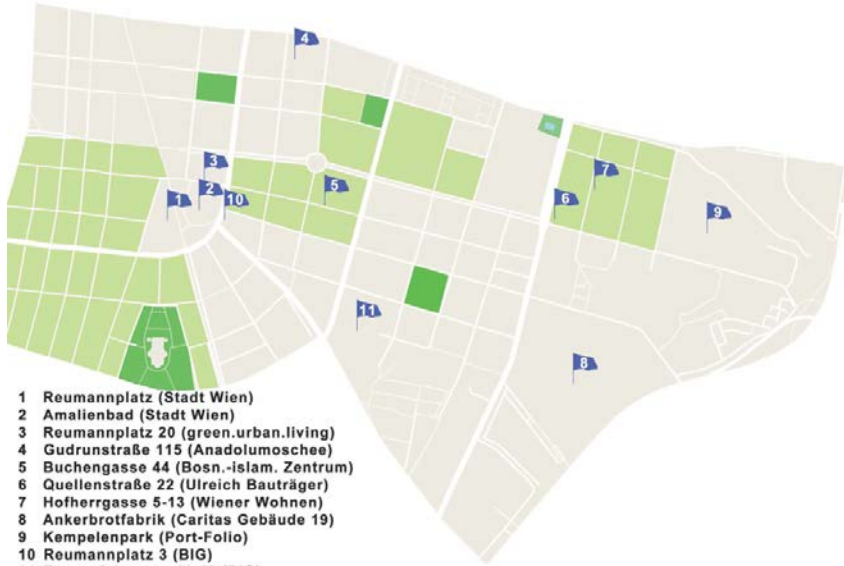 4
3
7
5
2
1
10
6
9
11
8
1 Reumannplatz (Stadt Wien)
2 Amalienbad (Stadt Wien)
3 Reumannplatz 20 (green.urban.living)
4 Gudrunstraße 115 (Anadolumoschee)
5 Buchengasse 44 (Bosn.-islam. Zentrum)
6 Quellenstraße 22 (Ulreich Bauträger)
7 Hofherrgasse 5-13 (Wiener Wohnen)
8 Ankerbrotfabrik (Caritas Gebäude 19)
9 Kempelenpark (Port-Folio)
10 Reumannplatz 3 (BIG)